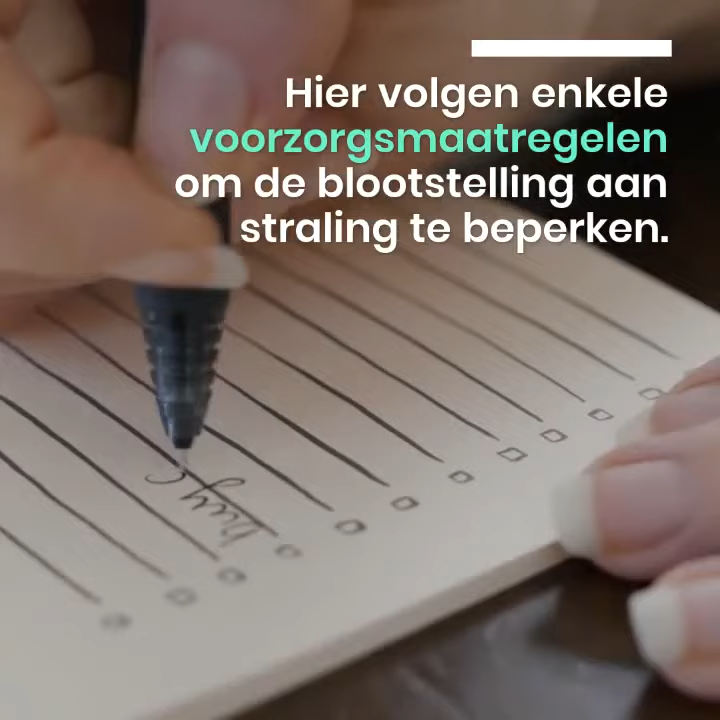 Hier volgen enkele
voorzorgsmaatregelen
om de blootstelling aan
straling te beperken.